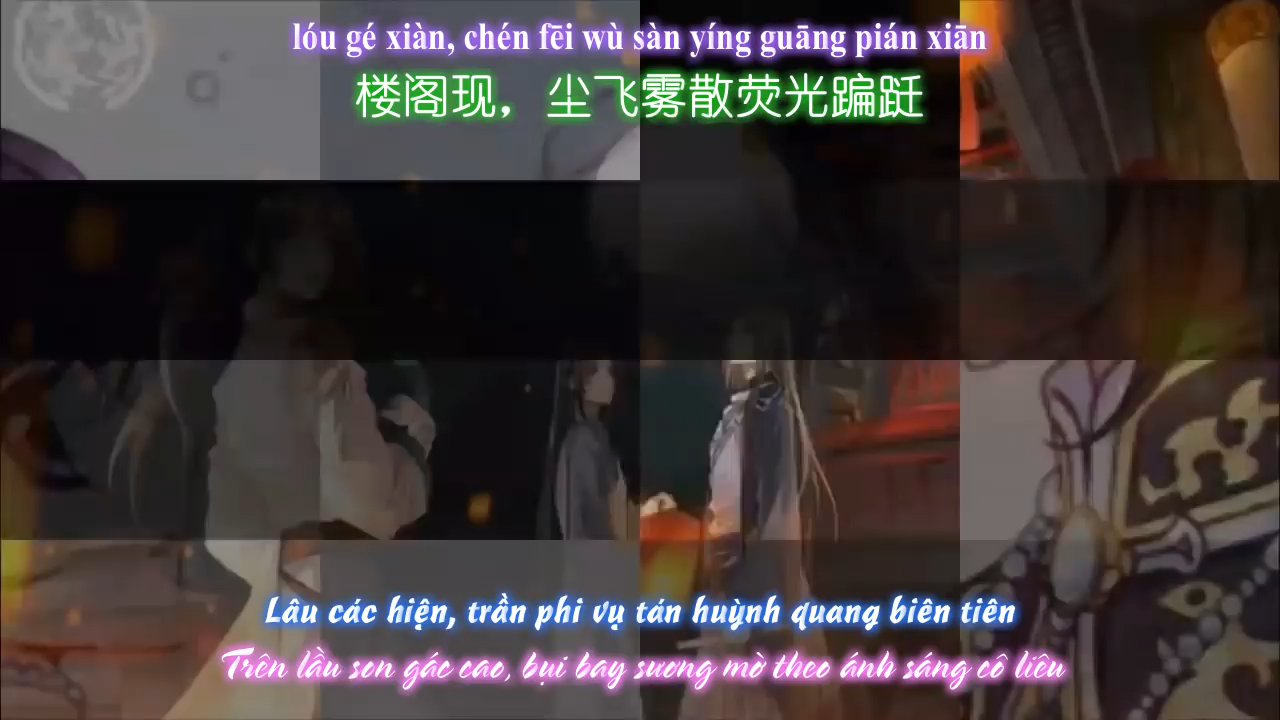 lóu gé xiàn, chén fēi wù sàn yíng guāng pián xiān
楼阁现，尘飞雾散荧光蹁跹
Lâu các hiện, trần phi vụ tán huỳnh quang biên tiên
Trên lầu son gác cao, bụi bay sương mờ theo ánh sáng cô liêu